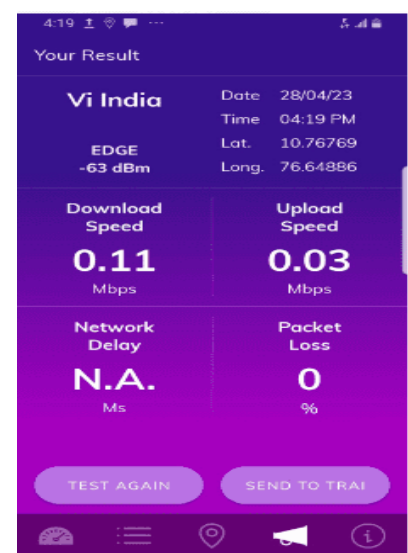 4:19
Your Result
Vi India
EDGE
-63 dBm
Date 28/04/23
Time 04:19 PM
Lat. 10.76769
Long. 76.64886
Download
Speed
0.11
Mbps
Upload
Speed
0.03
Mbps
Network
Delay
N.A.
Ms
Packet
Loss
0
%
TEST AGAIN
SEND TO TRAI